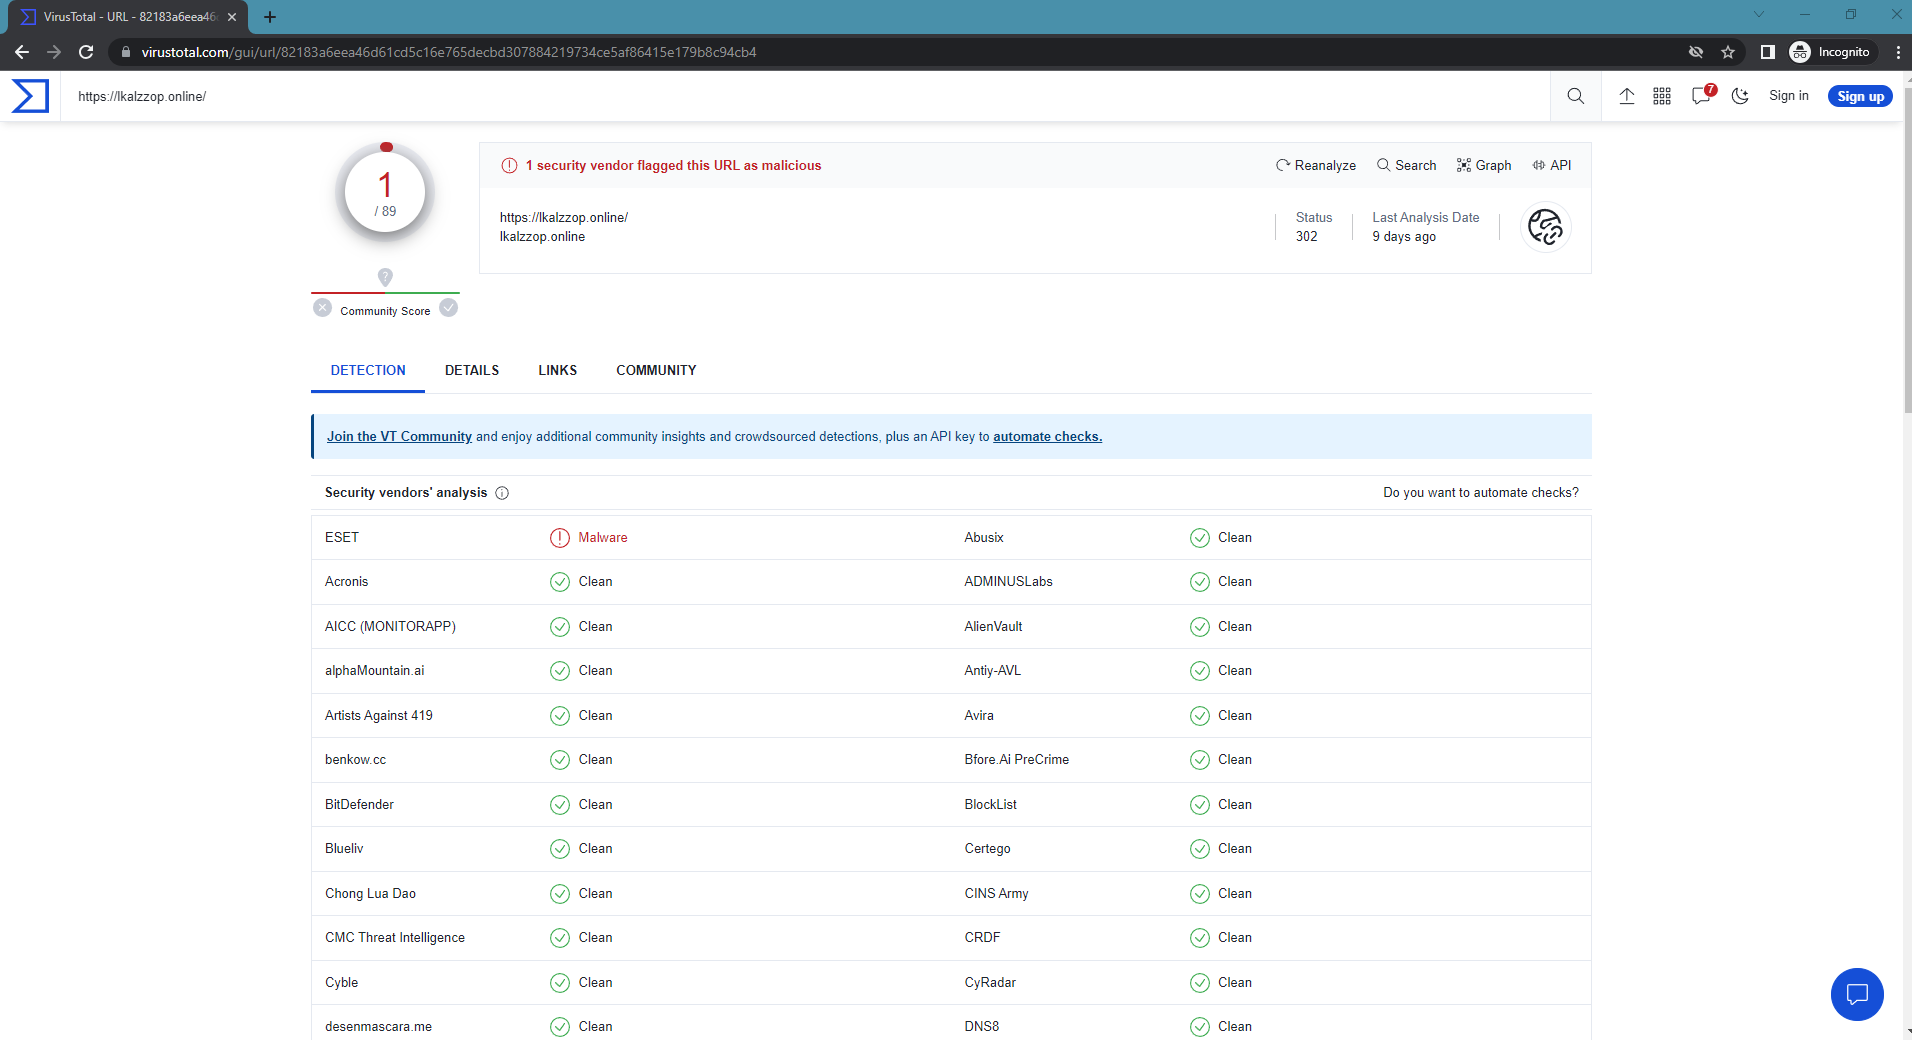 VirusTotal - URL - 82183a6eea46
virustotal.com/gui/url/82183a6eea46d61cd5c16e765decbd307884219734ce5af86415e179b8c94cb4
Incognito
https://lkalzzop.online/
7
Sign in
Sign up
1
/ 89
1 security vendor flagged this URL as malicious
Reanalyze
Search
Graph
API
https://lkalzzop.online/
lkalzzop.online
Status
302
Last Analysis Date
9 days ago
?
Community Score
DETECTION
DETAILS
LINKS
COMMUNITY
Join the VT Community and enjoy additional community insights and crowdsourced detections, plus an API key to automate checks.
Security vendors' analysis
Do you want to automate checks?
ESET Malware Abusix Clean
Acronis Clean ADMINUSLabs Clean
AICC (MONITORAPP) Clean AlienVault Clean
alphaMountain.ai Clean Antiy-AVL Clean
Artists Against 419 Clean Avira Clean
benkow.cc Clean Bfore.Ai PreCrime Clean
BitDefender Clean BlockList Clean
Blueliv Clean Certego Clean
Chong Lua Dao Clean CINS Army Clean
CMC Threat Intelligence Clean CRDF Clean
Cyble Clean CyRadar Clean
desenmascara.me Clean DNS8 Clean